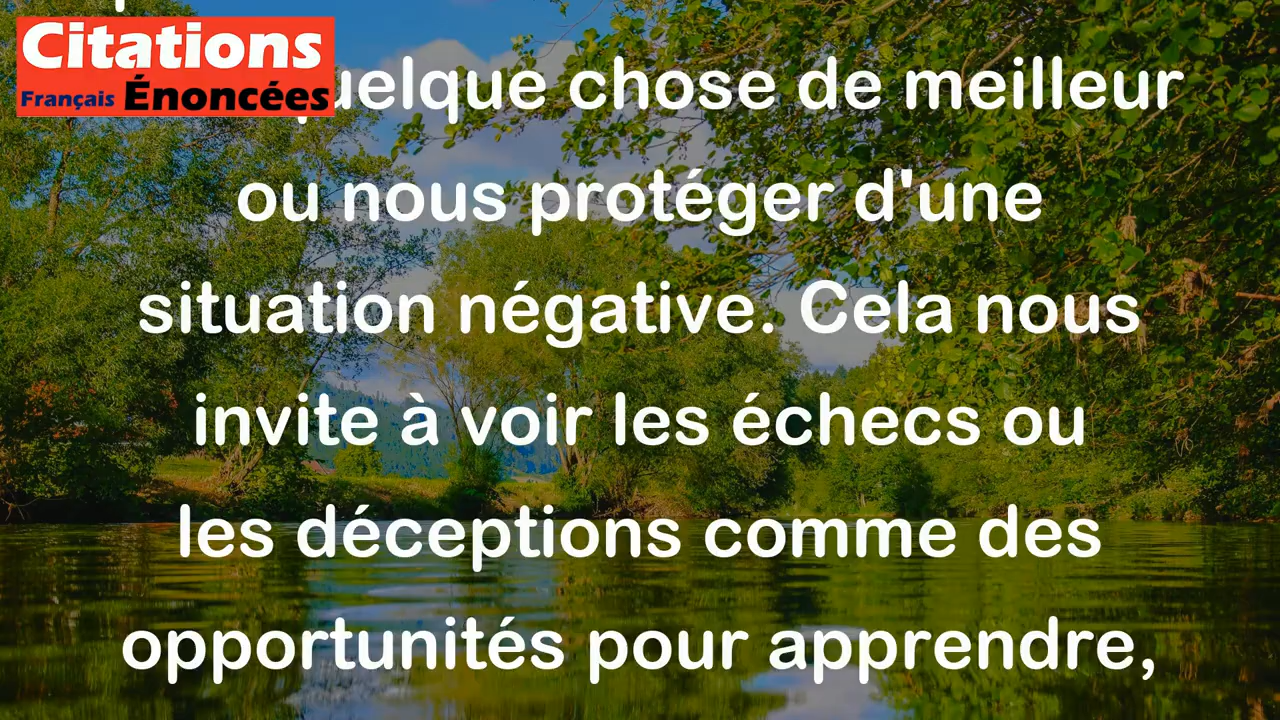 Citations
Français Énoncées
quelque chose de meilleur
ou nous protéger d'une
situation négative. Cela nous
invite à voir les échecs ou
les déceptions comme des
opportunités pour apprendre,